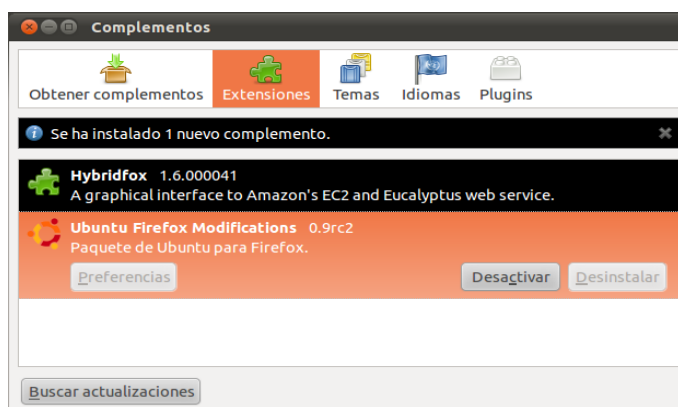 Complementos
Obtener complementos Extensiones Temas Idiomas Plugins
Se ha instalado 1 nuevo complemento.
Hybridfox 1.6.000041
A graphical interface to Amazon's EC2 and Eucalyptus web service.
Ubuntu Firefox Modifications 0.9rc2
Paquete de Ubuntu para Firefox.
Preferencias Desactivar Desinstalar
Buscar actualizaciones